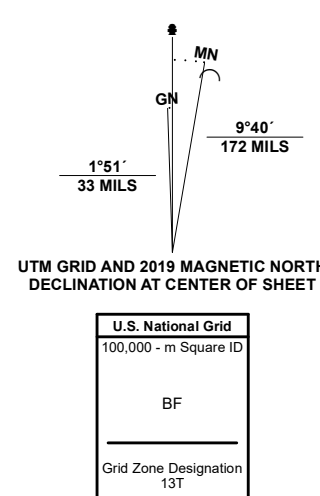 MN
GN
9°40´
172 MILS
1°51´
33 MILS
UTM GRID AND 2019 MAGNETIC NORTH
DECLINATION AT CENTER OF SHEET
U.S. National Grid
100,000 - m Square ID
BF
Grid Zone Designation
13T